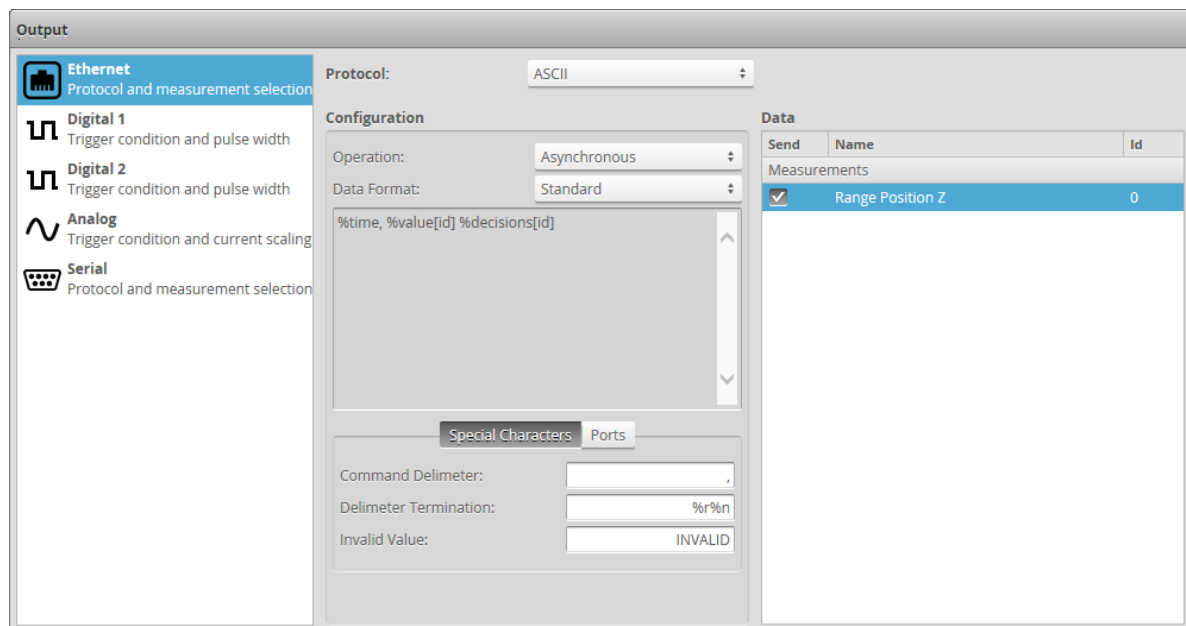 Output
Ethernet
Protocol and measurement selection
Digital 1
Trigger condition and pulse width
Digital 2
Trigger condition and pulse width
Analog
Trigger condition and current scaling
Serial
Protocol and measurement selection
Protocol: ASCII
Configuration
Operation: Asynchronous
Data Format: Standard
%time, %value[id] %decisions[id]
Special Characters Ports
Command Delimeter: ,
Delimeter Termination: %r%n
Invalid Value: INVALID
Data
Send Name Id
Measurements
Range Position Z 0